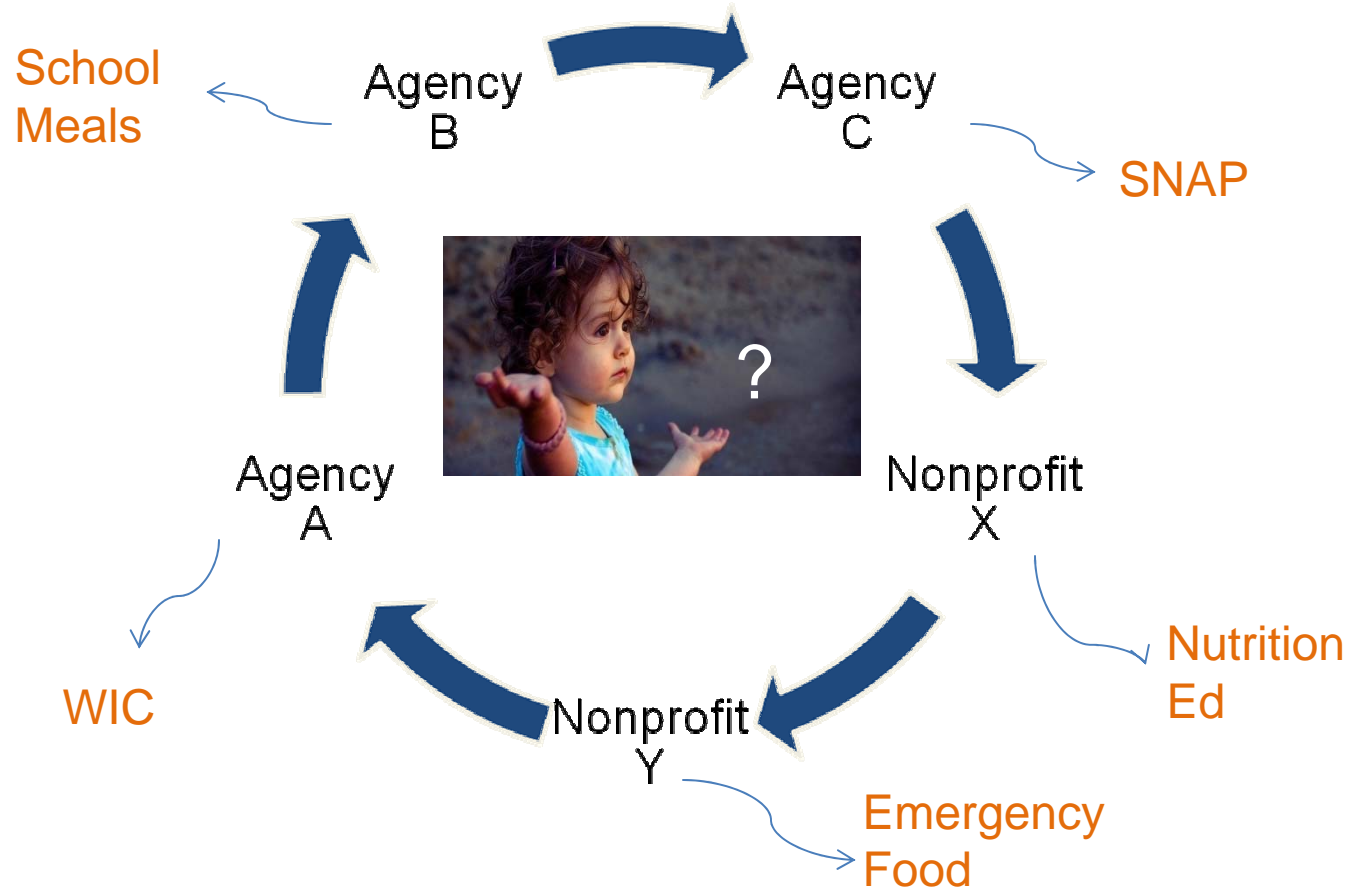 School
Meals
Agency
B
Agency
C
SNAP
?
Agency
A
Nonprofit
X
WIC
Nonprofit
Y
Nutrition
Ed
Emergency
Food